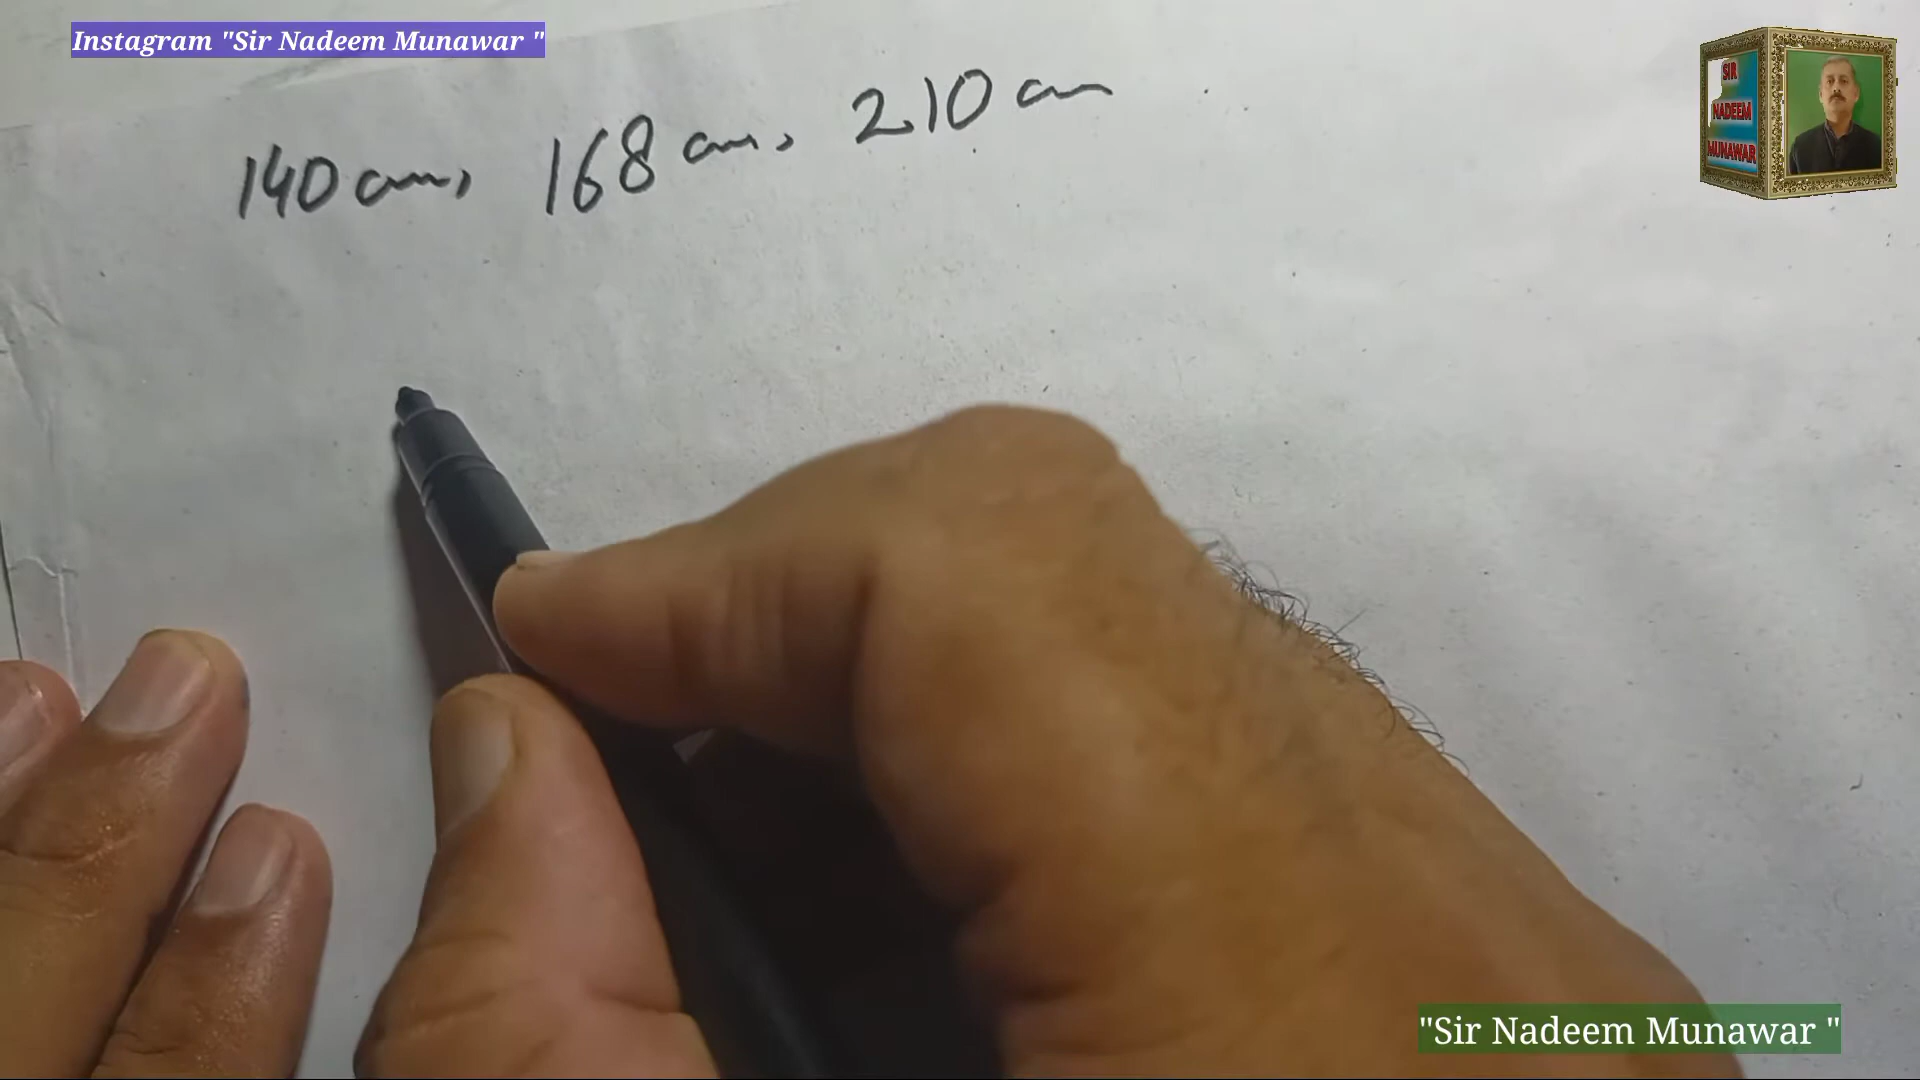 Instagram "Sir Nadeem Munawar "
SIR
NADEEM
MUNAWAR
140 cm, 168 cm, 210 cm
"Sir Nadeem Munawar "